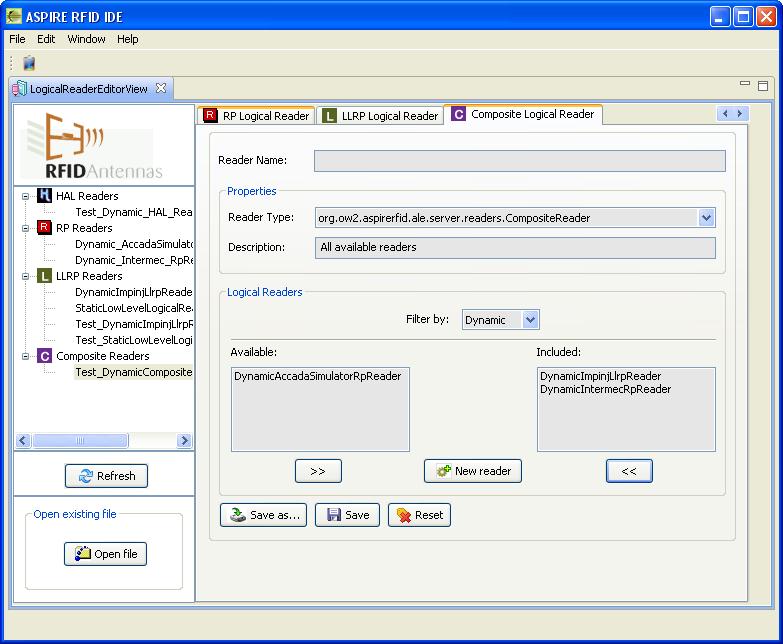 ASPIRE RFID IDE
File Edit Window Help
LogicalReaderEditorView
RFIDAntennas
HAL Readers
Test_Dynamic_HAL_Rea
RP Readers
Dynamic_AccadaSimulato
Dynamic_Intermec_RpRe
LLRP Readers
DynamicImpinjLlrpReade
StaticLowLevelLogicalRe
Test_DynamicImpinjLlrpF
Test_StaticLowLevelLogi
Composite Readers
Test_DynamicComposite
Refresh
Open existing file
Open file
RP Logical Reader
LLRP Logical Reader
Composite Logical Reader
Reader Name:
Properties
Reader Type: org.ow2.aspirerfid.ale.server.readers.CompositeReader
Description: All available readers
Logical Readers
Filter by: Dynamic
Available: Included:
DynamicAccadaSimulatorRpReader
DynamicImpinjLlrpReader
DynamicIntermecRpReader
>> New reader <<
Save as... Save Reset